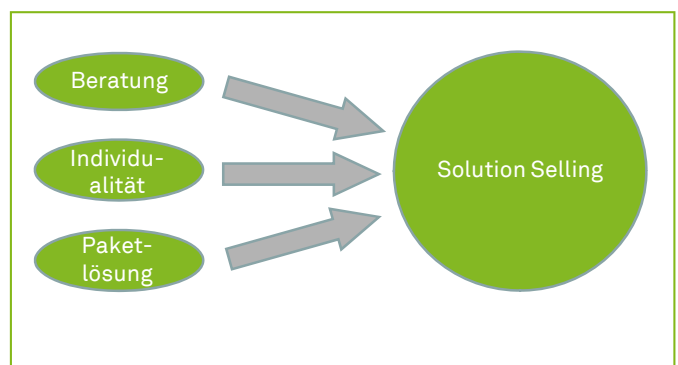 Beratung
Individu-
alität
Paket-
lösung
Solution Selling